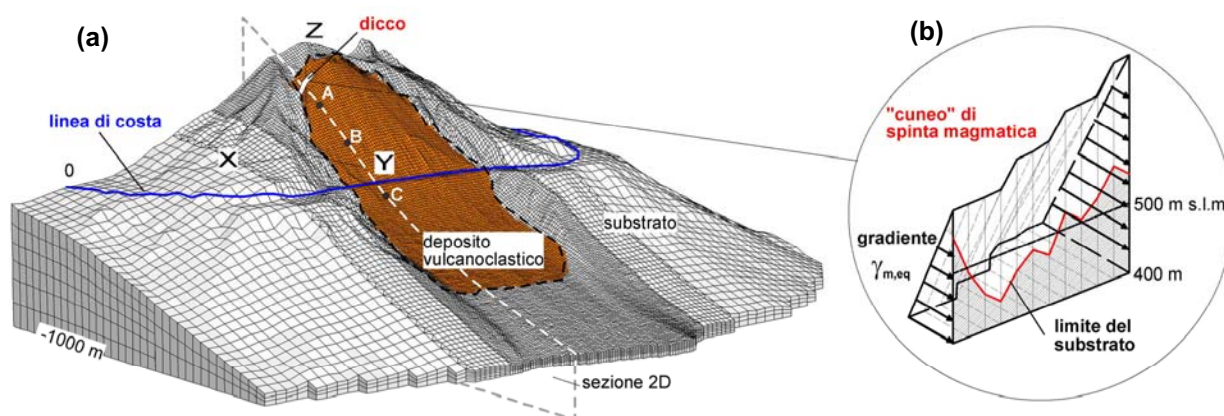 (a)
Z
dicco
linea di costa
0
A
B
X
Y
C
substrato
deposito
vulcanoclastico
-1000 m
sezione 2D
(b)
"cuneo" di
spinta magmatica
500 m s.l.m
gradiente
γm,eq
400 m
limite del
substrato